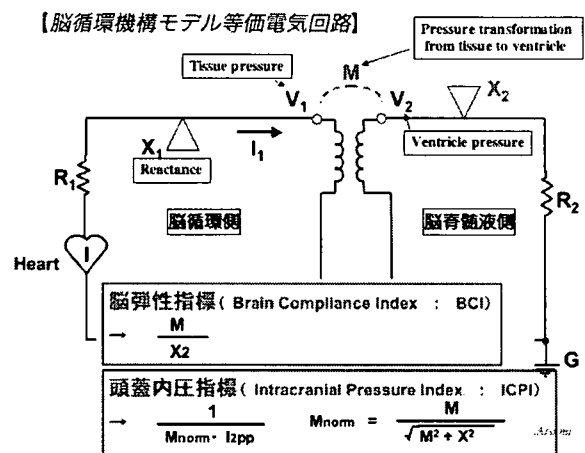 【脳循環機構モデル等価電気回路】
Pressure transformation
from tissue to ventricle
Tissue pressure
M
V1
V2
X2
X1
I1
Reactance
Ventricle pressure
R1
R2
脳循環側
脳脊髄液側
Heart
I
脳弾性指標 ( Brain Compliance Index : BCI)
→ M / X2
G
頭蓋内圧指標 ( Intracranial Pressure Index : ICPI)
→ 1 / Mnorm・Izpp Mnorm = M / √M² + X²